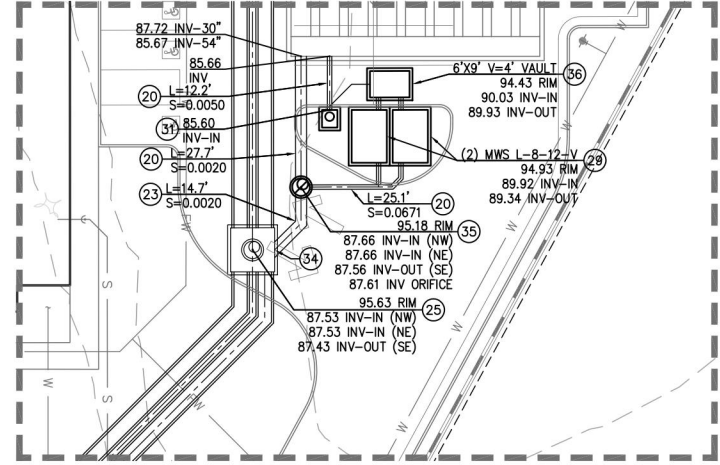 87.72 INV-30"
85.67 INV-54"
85.66
INV
20 L=12.2'
S=0.0050
31 85.60
INV-IN
20 L=27.7'
S=0.0020
23 L=14.7'
S=0.0020
6'X9' V=4' VAULT 36
94.43 RIM
90.03 INV-IN
89.93 INV-OUT
(2) MWS L-8-12-V 29
94.93 RIM
89.92 INV-IN
89.34 INV-OUT
L=25.1' 20
S=0.0671
95.18 RIM 35
87.66 INV-IN (NW)
87.66 INV-IN (NE)
87.56 INV-OUT (SE)
87.61 INV ORIFICE
34
95.63 RIM 25
87.53 INV-IN (NW)
87.53 INV-IN (NE)
87.43 INV-OUT (SE)
W
W
W
W
W
W
S
S
FW